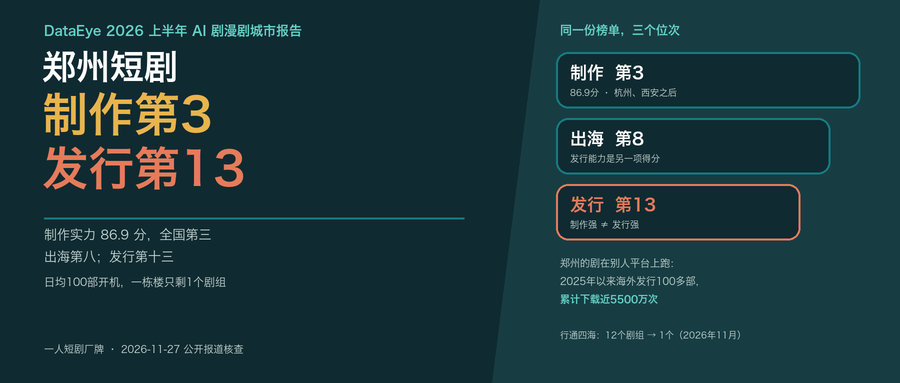 DataEye 2026 上半年 AI 剧漫剧城市报告
郑州短剧
制作第3
发行第13
制作实力 86.9 分，全国第三
出海第八；发行第十三
日均100部开机，一栋楼只剩1个剧组
一人短剧厂牌 · 2026-11-27 公开报道核查
同一份榜单，三个位次
制作 第3
86.9分 · 杭州、西安之后
出海 第8
发行能力是另一项得分
发行 第13
制作强 ≠ 发行强
郑州的剧在别人平台上跑：
2025年以来海外发行100多部，
累计下载近5500万次
行通四海：12个剧组 → 1个（2026年11月）